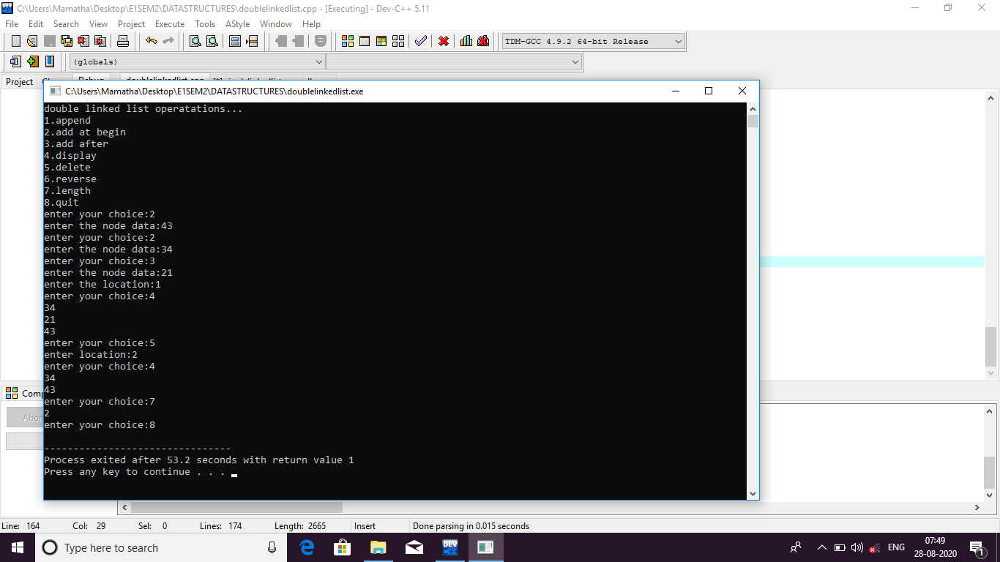 C:\Users\Mamatha\Desktop\E1SEM2\DATASTRUCTURES\doublelinkedlist.cpp - [Executing] - Dev-C++ 5.11
File Edit Search View Project Execute Tools AStyle Window Help
TDM-GCC 4.9.2 64-bit Release
(globals)
Project
C:\Users\Mamatha\Desktop\E1SEM2\DATASTRUCTURES\doublelinkedlist.exe
double linked list operatations...
1.append
2.add at begin
3.add after
4.display
5.delete
6.reverse
7.length
8.quit
enter your choice:2
enter the node data:43
enter your choice:2
enter the node data:34
enter your choice:3
enter the node data:21
enter the location:1
enter your choice:4
34
21
43
enter your choice:5
enter location:2
enter your choice:4
34
43
enter your choice:7
2
enter your choice:8
--------------------------------
Process exited after 53.2 seconds with return value 1
Press any key to continue . . .
Line: 164 Col: 29 Sel: 0 Lines: 174 Length: 2665 Insert Done parsing in 0.015 seconds
Type here to search
DEV
ENG
07:49
28-08-2020
1